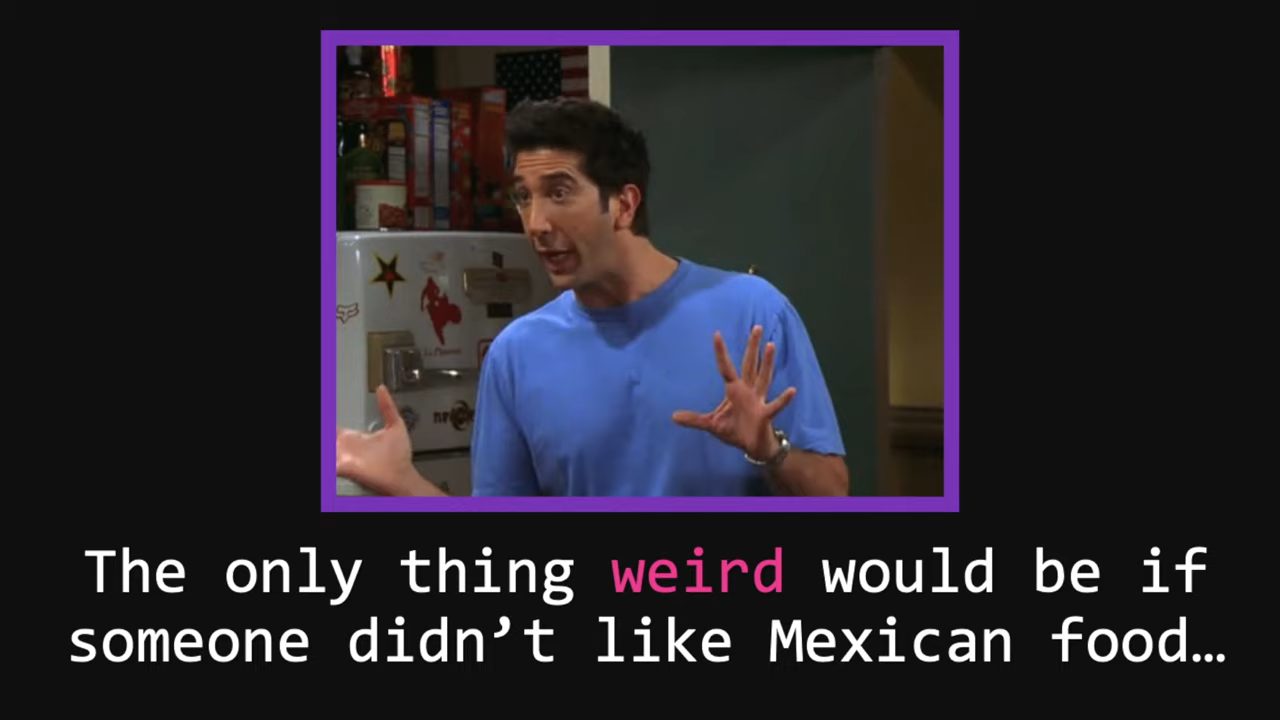 The only thing weird would be if
someone didn’t like Mexican food…